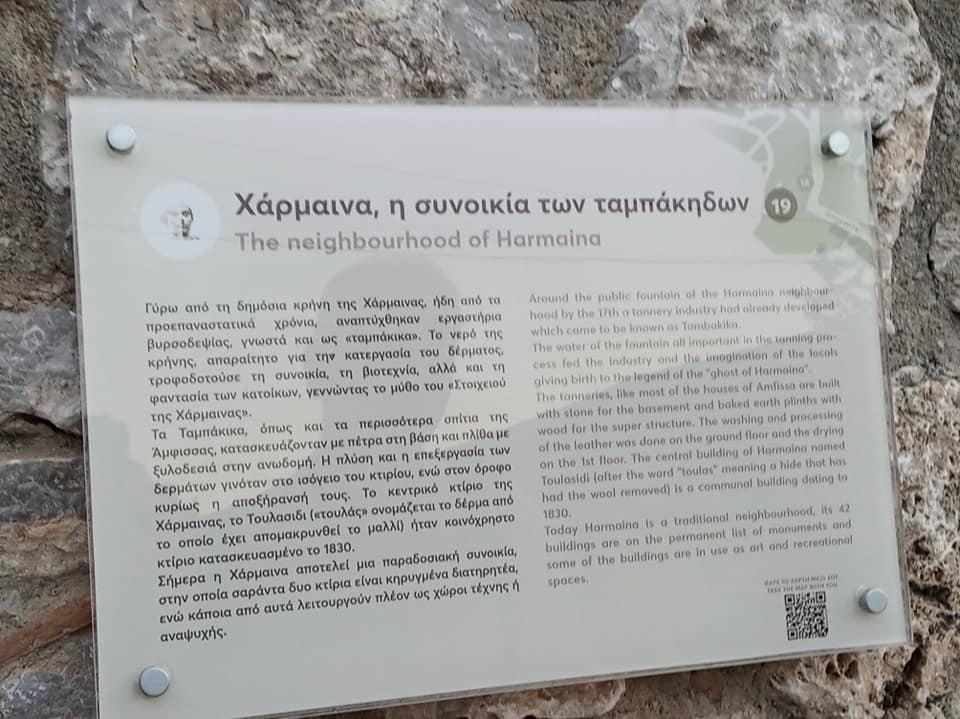 Χάρμαινα, η συνοικία των ταμπάκηδων
The neighbourhood of Harmaina
19
18
Γύρω από τη δημόσια κρήνη της Χάρμαινας, ήδη από τα
προεπαναστατικά χρόνια, αναπτύχθηκαν εργαστήρια
βυρσοδεψίας, γνωστά και ως «ταμπάκικα». Το νερό της
κρήνης, απαραίτητο για την κατεργασία του δέρματος,
τροφοδοτούσε τη συνοικία, τη βιοτεχνία, αλλά και τη
φαντασία των κατοίκων, γεννώντας το μύθο του «Στοιχειού
της Χάρμαινας».
Τα Ταμπάκικα, όπως και τα περισσότερα σπίτια της
Άμφισσας, κατασκευάζονταν με πέτρα στη βάση και πλίθα με
ξυλοδεσιά στην ανωδομή. Η πλύση και η επεξεργασία των
δερμάτων γινόταν στο ισόγειο του κτιρίου, ενώ στον όροφο
κυρίως η αποξήρανσή τους. Το κεντρικό κτίριο της
Χάρμαινας, το Τουλασιδι («τουλάς» ονομάζεται το δέρμα από
το οποίο έχει απομακρυνθεί το μαλλί) ήταν κοινόχρηστο
κτίριο κατασκευασμένο το 1830.
Σήμερα η Χάρμαινα αποτελεί μια παραδοσιακή συνοικία,
στην οποία σαράντα δυο κτίρια είναι κηρυγμένα διατηρητέα,
ενώ κάποια από αυτά λειτουργούν πλέον ως χώροι τέχνης ή
αναψυχής.
Around the public fountain of the Harmaina neighbour-
hood by the 17th a tannery industry had already developed
which came to be known as Tambakika.
The water of the fountain all important in the tanning pro-
cess fed the industry and the imagination of the locals
giving birth to the legend of the "ghost of Harmaina".
The tanneries, like most of the houses of Amfissa are built
with stone for the basement and baked earth plinths with
wood for the super structure. The washing and processing
of the leather was done on the ground floor and the drying
on the 1st floor. The central building of Harmaina named
Toulasidi (after the word "toulas" meaning a hide that has
had the wool removed) is a communal building dating to
1830.
Today Harmaina is a traditional neighbourhood, its 42
buildings are on the permanent list of monuments and
some of the buildings are in use as art and recreational
spaces.
ΠΑΡΕ ΤΟ ΧΑΡΤΗ ΜΑΖΙ ΣΟΥ
TAKE THE MAP WITH YOU